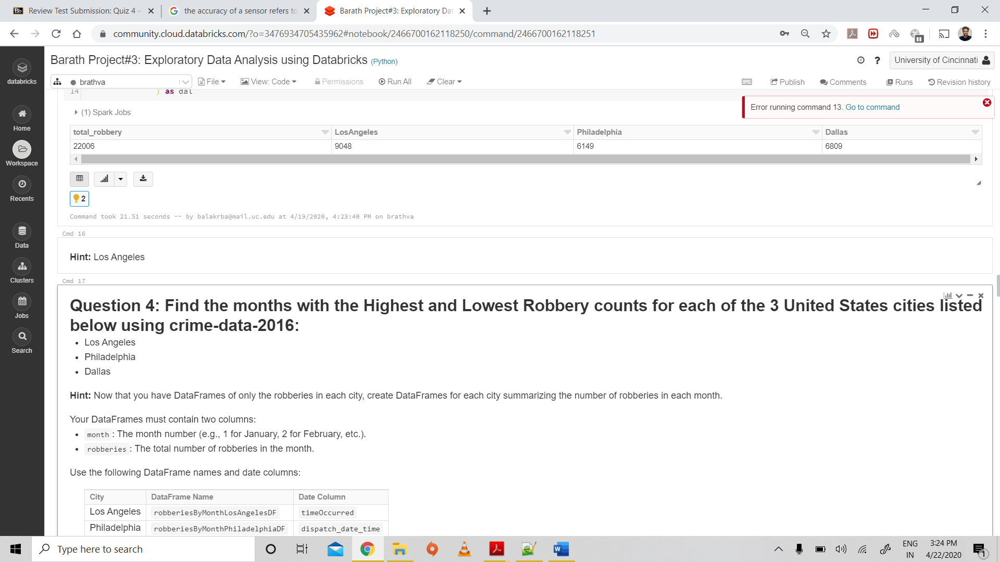 Bb Review Test Submission: Quiz 4 –
the accuracy of a sensor refers to
Barath Project#3: Exploratory Dat
community.cloud.databricks.com/?o=3476934705435962#notebook/2466700162118250/command/2466700162118251
databricks
Home
Workspace
Recents
Data
Clusters
Jobs
Search
Barath Project#3: Exploratory Data Analysis using Databricks (Python)
? University of Cincinnati
brathva File View: Code Permissions Run All Clear Publish Comments Runs Revision history
14 ) as dal
Error running command 13. Go to command
(1) Spark Jobs
total_robbery LosAngeles Philadelphia Dallas
22006 9048 6149 6809
2
Command took 21.51 seconds -- by balakrba@mail.uc.edu at 4/19/2020, 4:23:40 PM on brathva
Cmd 16
Hint: Los Angeles
Cmd 17
Question 4: Find the months with the Highest and Lowest Robbery counts for each of the 3 United States cities listed
below using crime-data-2016:
• Los Angeles
• Philadelphia
• Dallas
Hint: Now that you have DataFrames of only the robberies in each city, create DataFrames for each city summarizing the number of robberies in each month.
Your DataFrames must contain two columns:
• month : The month number (e.g., 1 for January, 2 for February, etc.).
• robberies : The total number of robberies in the month.
Use the following DataFrame names and date columns:
City DataFrame Name Date Column
Los Angeles robberiesByMonthLosAngelesDF timeOccurred
Philadelphia robberiesByMonthPhiladelphiaDF dispatch_date_time
Type here to search
ENG
IN
3:24 PM
4/22/2020
1